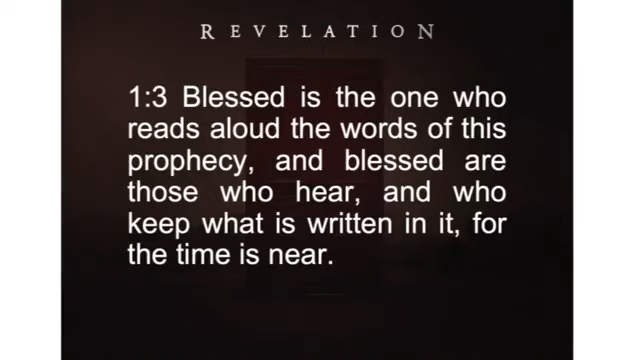 REVELATION
1:3 Blessed is the one who
reads aloud the words of this
prophecy, and blessed are
those who hear, and who
keep what is written in it, for
the time is near.